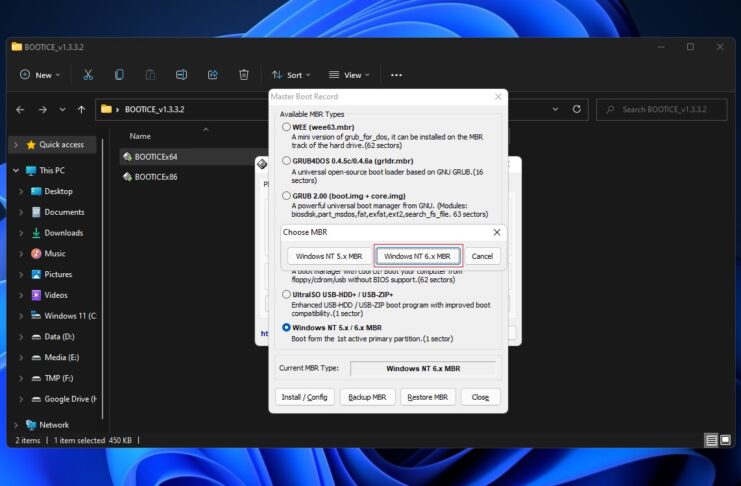 BOOTICE_v1.3.3.2
New
Sort
View
BOOTICE_v1.3.3.2
Search BOOTICE_v1.3.3.2
Quick access
This PC
Desktop
Documents
Downloads
Music
Pictures
Videos
Windows 11 (C
Data (D:)
Media (E:)
TMP (F:)
Google Drive (H
Network
Name
BOOTICEx64
BOOTICEx86
Master Boot Record
Available MBR Types
WEE (wee63.mbr)
A mini version of grub_for_dos, it can be installed on the MBR
track of the hard drive.(62 sectors)
GRUB4DOS 0.4.5c/0.4.6a (grldr.mbr)
A universal open-source boot loader based on GNU GRUB.(16
sectors)
GRUB 2.00 (boot.img + core.img)
A powerful universal boot manager from GNU. (Modules:
biosdisk,part_msdos,fat,exfat,ext2,search_fs_file. 63 sectors)
Choose MBR
Windows NT 5.x MBR
Windows NT 6.x MBR
Cancel
A boot manager with cool UI! Boot your computer from
floppy/cdrom/usb without BIOS support.(62 sectors)
UltraISO USB-HDD+ / USB-ZIP+
Enhanced USB-HDD / USB-ZIP boot program with improved boot
compatibility.(1 sector)
Windows NT 5.x / 6.x MBR
Boot form the 1st active primary partition.(1 sector)
Current MBR Type:
Windows NT 6.x MBR
Install / Config
Backup MBR
Restore MBR
Close
2 items
1 item selected 450 KB